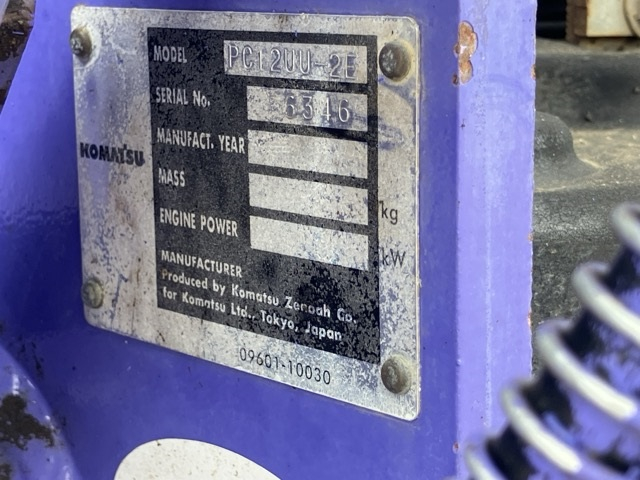 MODEL PC12UU-2E
SERIAL No. 6346
MANUFACT. YEAR
KOMATSU
MASS kg
ENGINE POWER kW
MANUFACTURER
Produced by Komatsu Zenoah Co.
for Komatsu Ltd., Tokyo, Japan
09601-10030